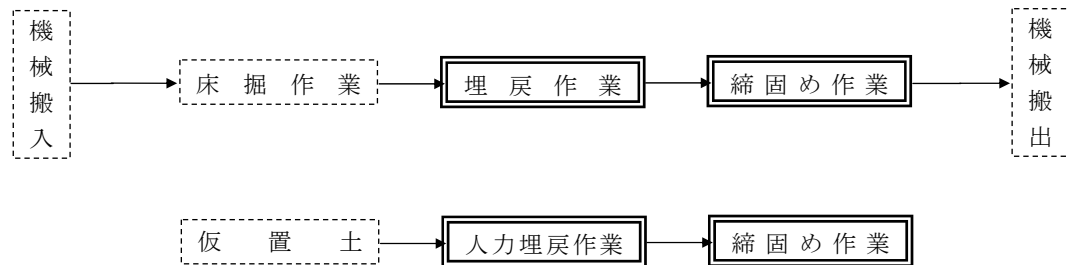 機械搬入
床掘作業
埋戻作業
締固め作業
機械搬出
仮置土
人力埋戻作業
締固め作業